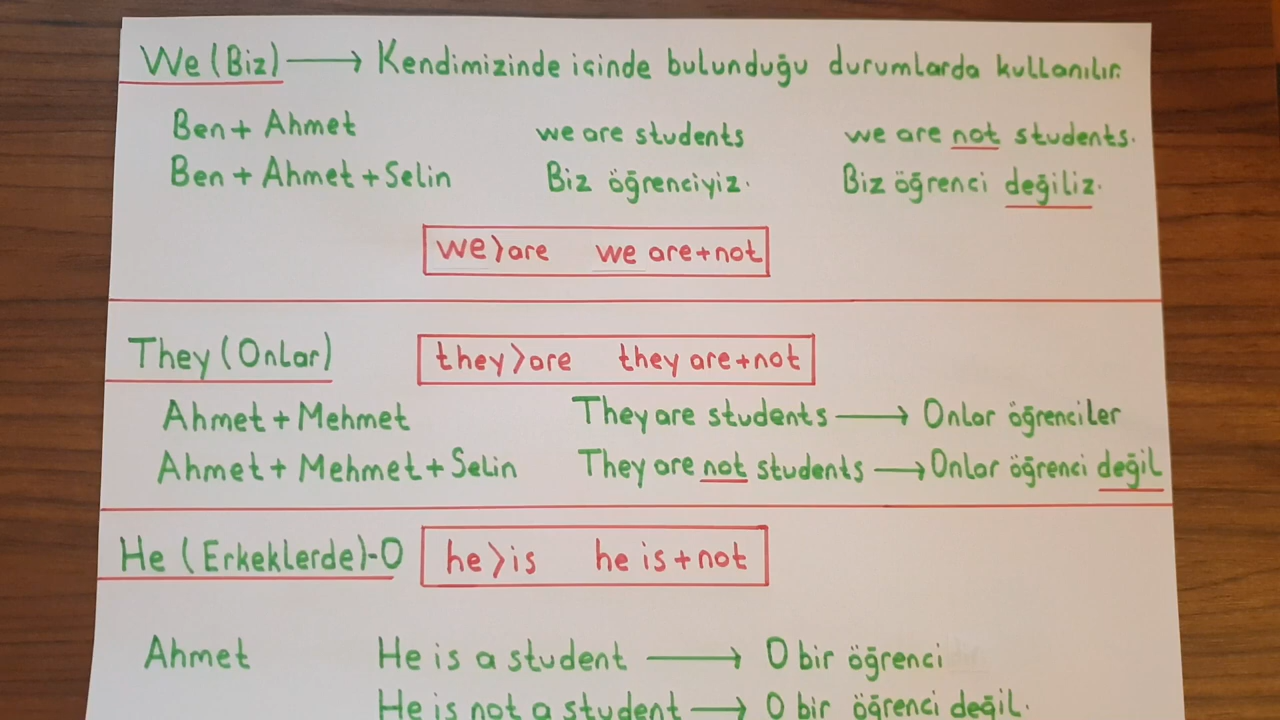 We (Biz) → Kendimizinde içinde bulunduğu durumlarda kullanılır.
Ben + Ahmet we are students we are not students.
Ben + Ahmet + Selin Biz öğrenciyiz. Biz öğrenci değiliz.
we > are we are + not
They (Onlar) they > are they are + not
Ahmet + Mehmet They are students → Onlar öğrenciler
Ahmet + Mehmet + Selin They are not students → Onlar öğrenci değil
He (Erkeklerde)-O he > is he is + not
Ahmet He is a student → O bir öğrenci
He is not a student → O bir öğrenci değil.